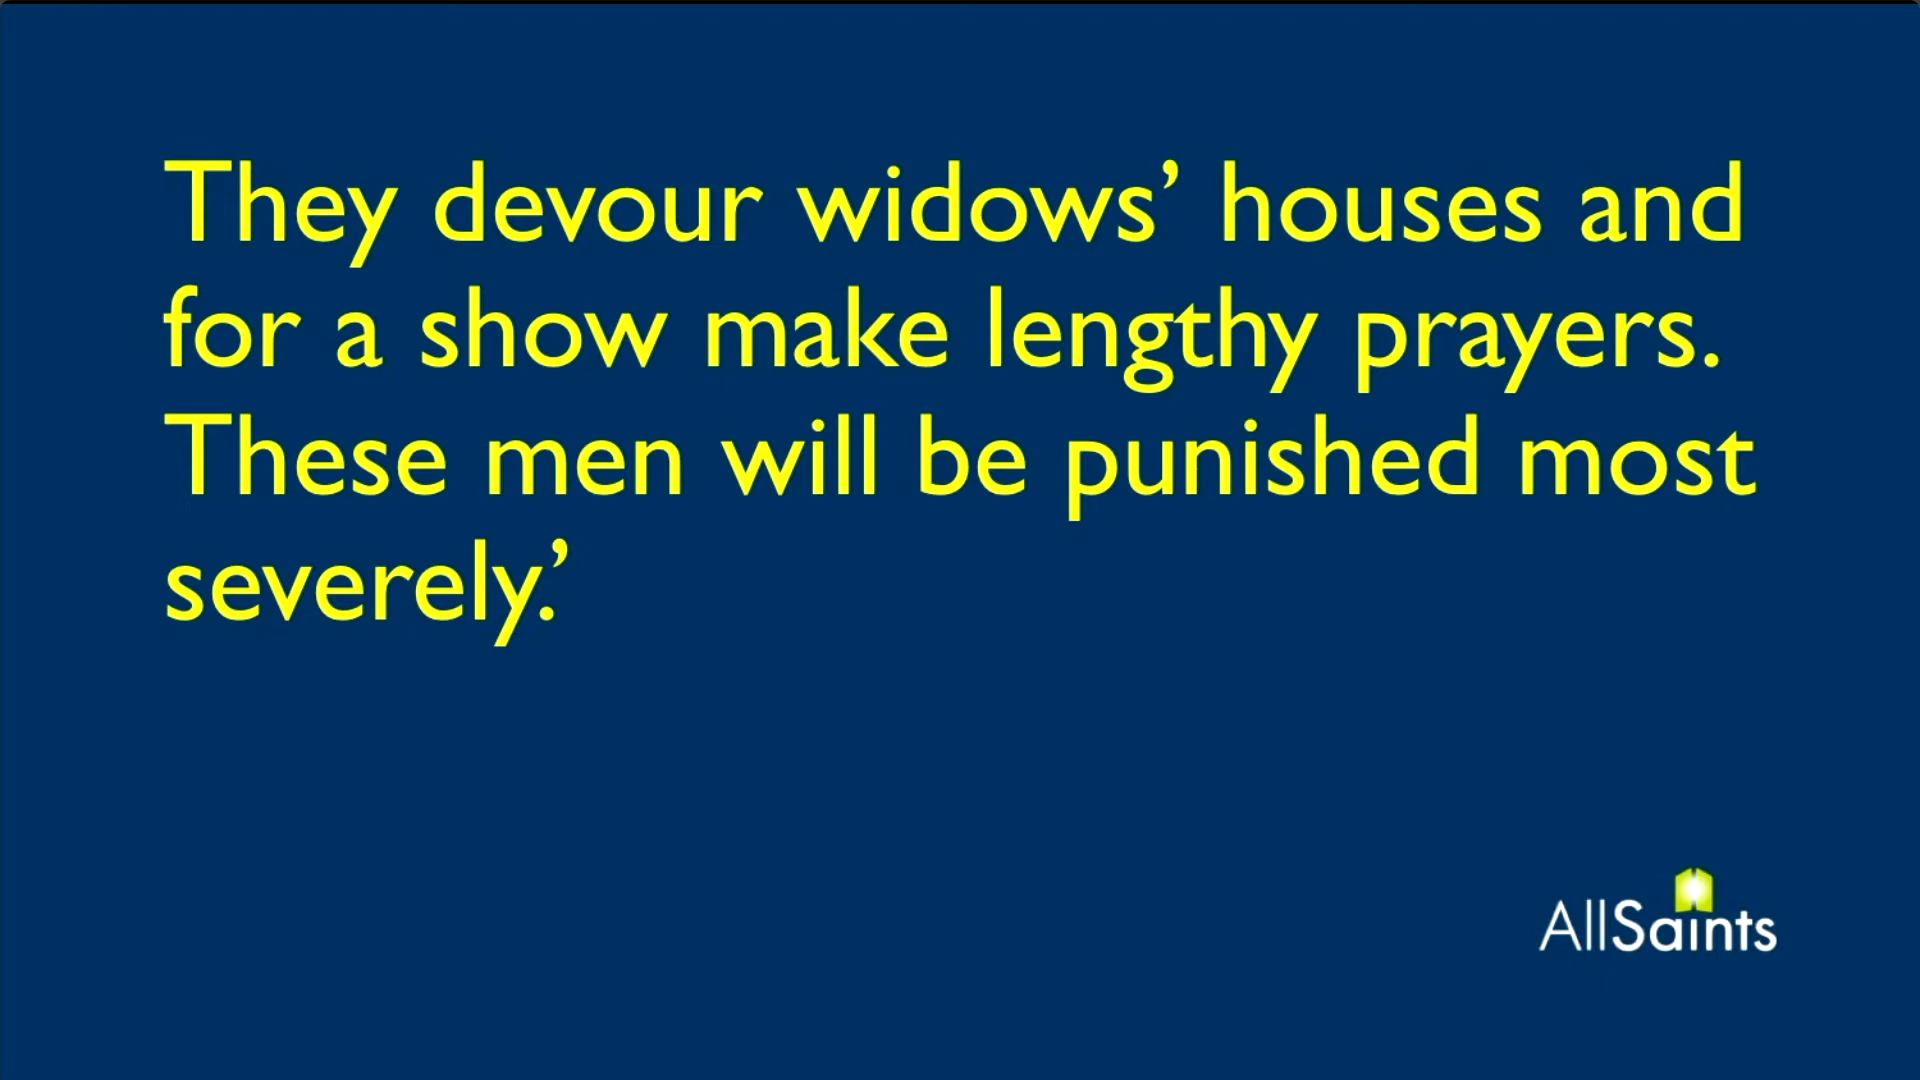 They devour widows’ houses and
for a show make lengthy prayers.
These men will be punished most
severely.’
AllSaints